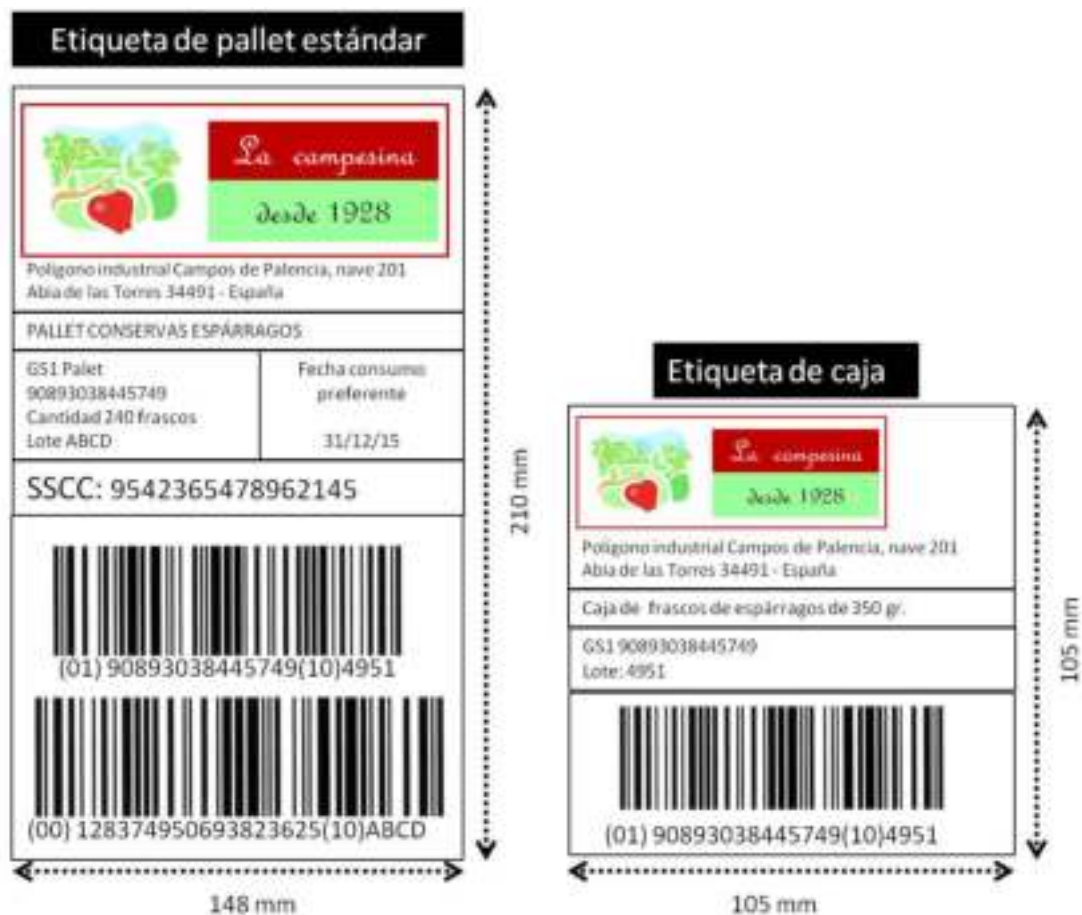 Etiqueta de pallet estándar
La campesina
desde 1928
Polígono industrial Campos de Palencia, nave 201
Abia de las Torres 34491 - España
PALLET CONSERVAS ESPÁRRAGOS
GS1 Palet
90893038445749
Cantidad 240 frascos
Lote ABCD
Fecha consumo
preferente
31/12/15
SSCC: 95423654789621​45
(01) 90893038445749(10)4951
(00) 128374950693823625(10)ABCD
210 mm
148 mm
Etiqueta de caja
La campesina
desde 1928
Polígono industrial Campos de Palencia, nave 201
Abia de las Torres 34491 - España
Caja de frascos de espárragos de 350 gr.
GS1 90893038445749
Lote: 4951
(01) 90893038445749(10)4951
105 mm
105 mm